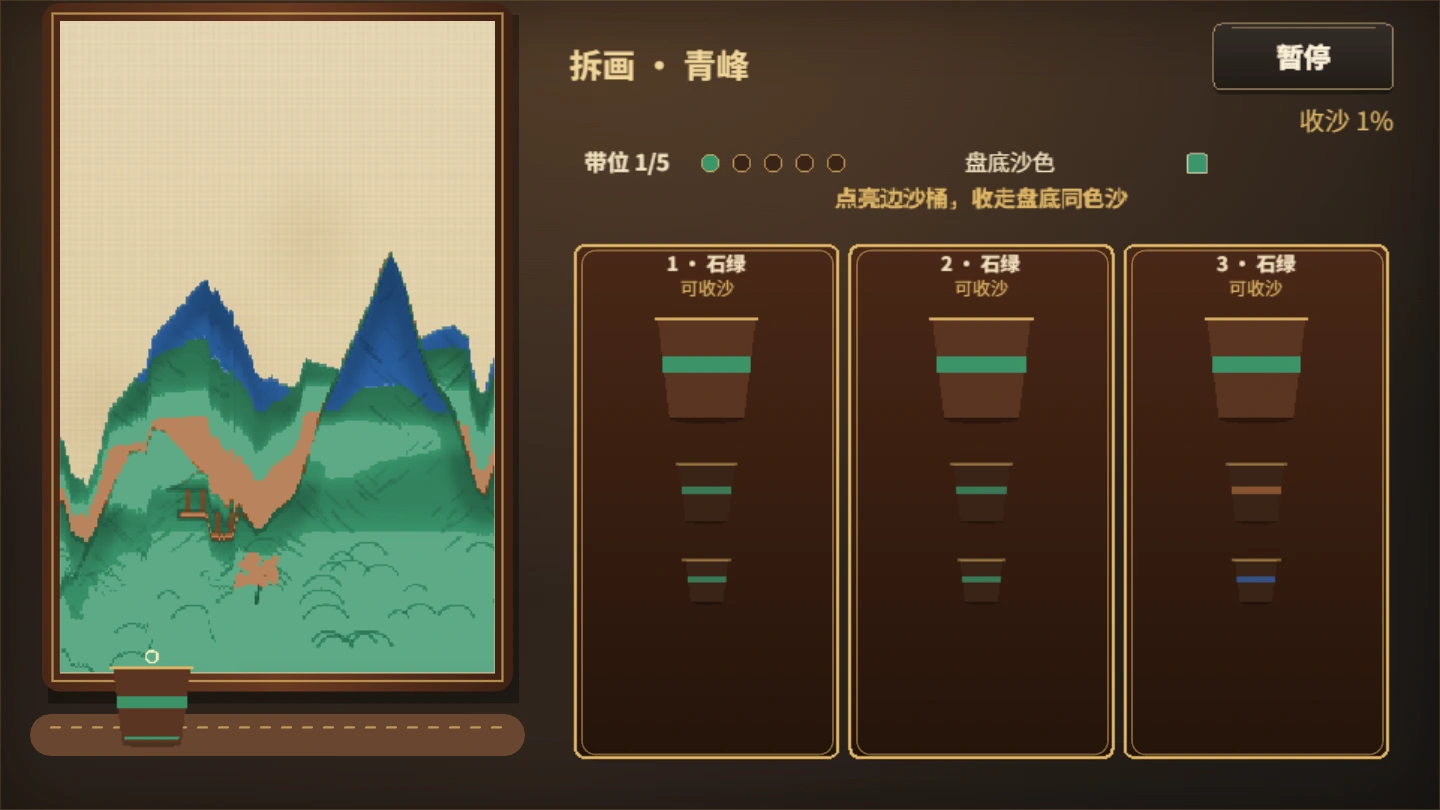 拆画 · 青峰
暂停
收沙 1%
带位 1/5
盘底沙色
点亮边沙桶，收走盘底同色沙
1 · 石绿
可收沙
2 · 石绿
可收沙
3 · 石绿
可收沙